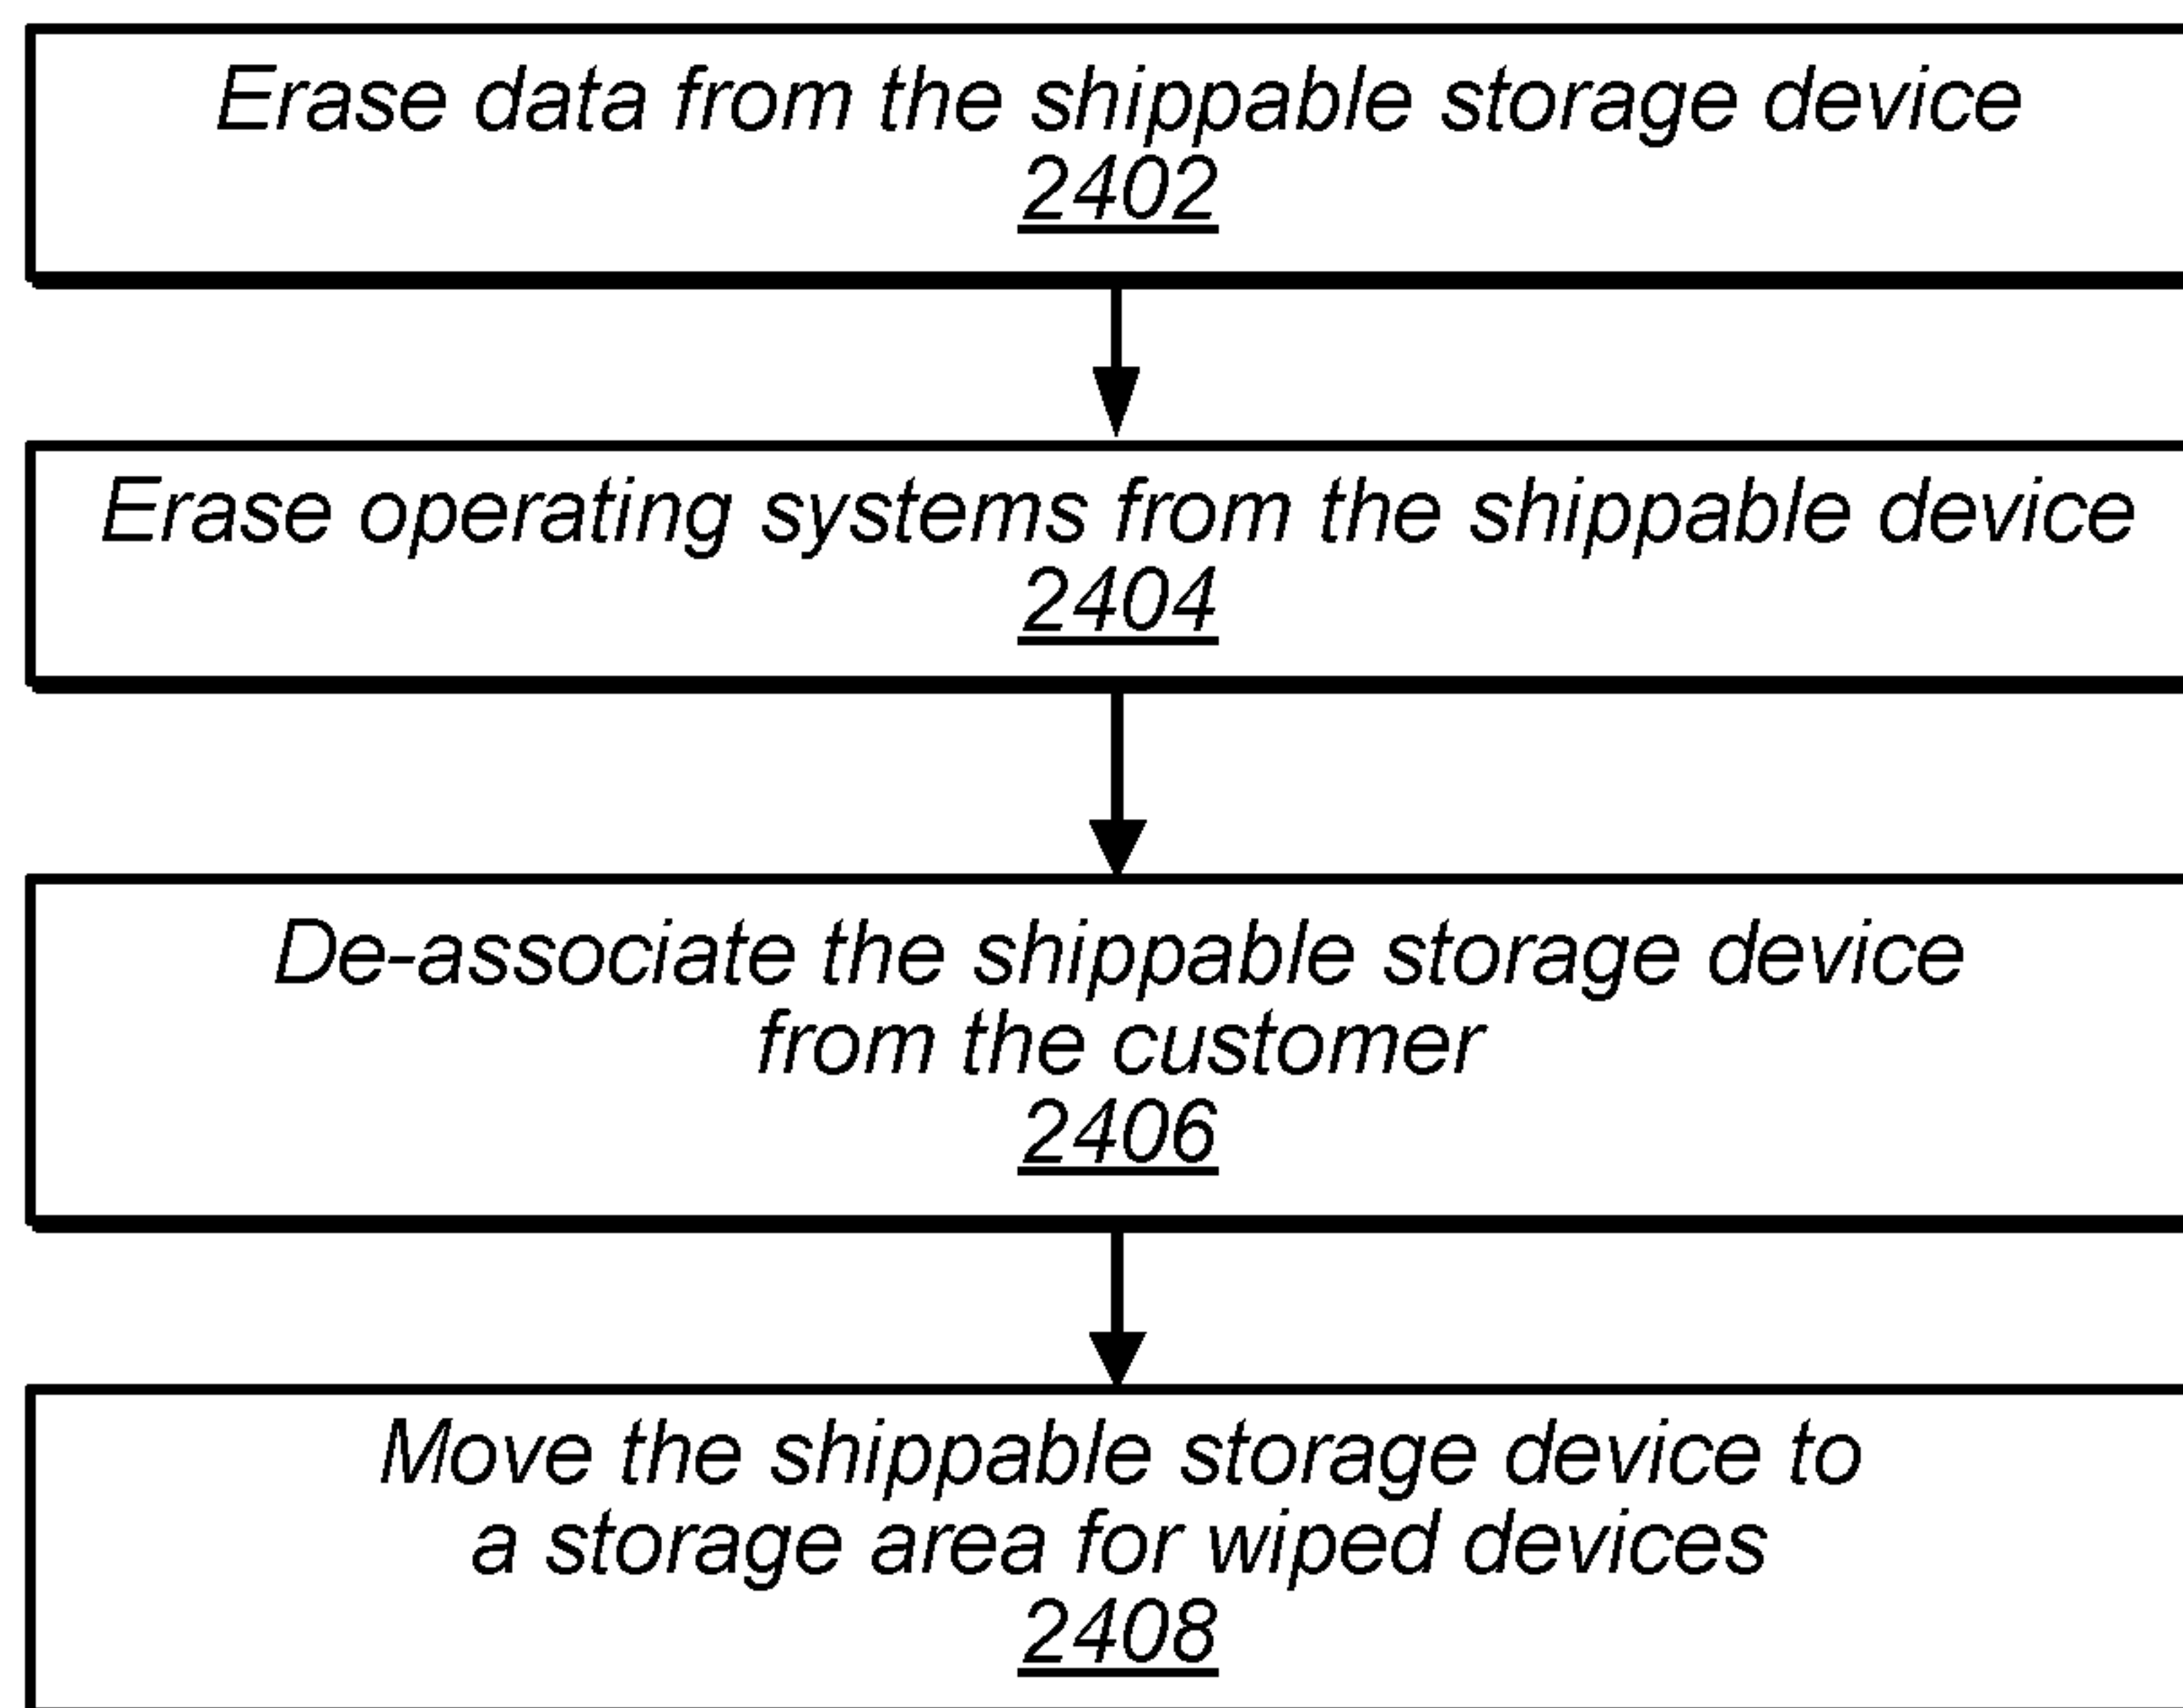 Erase data from the shippable storage device
2402
Erase operating systems from the shippable device
2404
De-associate the shippable storage device
from the customer
2406
Move the shippable storage device to
a storage area for wiped devices
2408